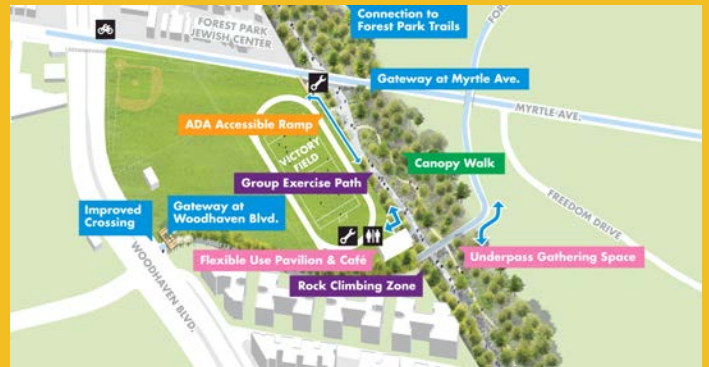 Connection to
Forest Park Trails
FOREST PARK
JEWISH CENTER
Gateway at Myrtle Ave.
MYRTLE AVE.
ADA Accessible Ramp
VICTORY
FIELD
Canopy Walk
Group Exercise Path
FREEDOM DRIVE
Improved
Crossing
Gateway at
Woodhaven Blvd.
WOODHAVEN BLVD.
Flexible Use Pavilion & Café
Underpass Gathering Space
Rock Climbing Zone